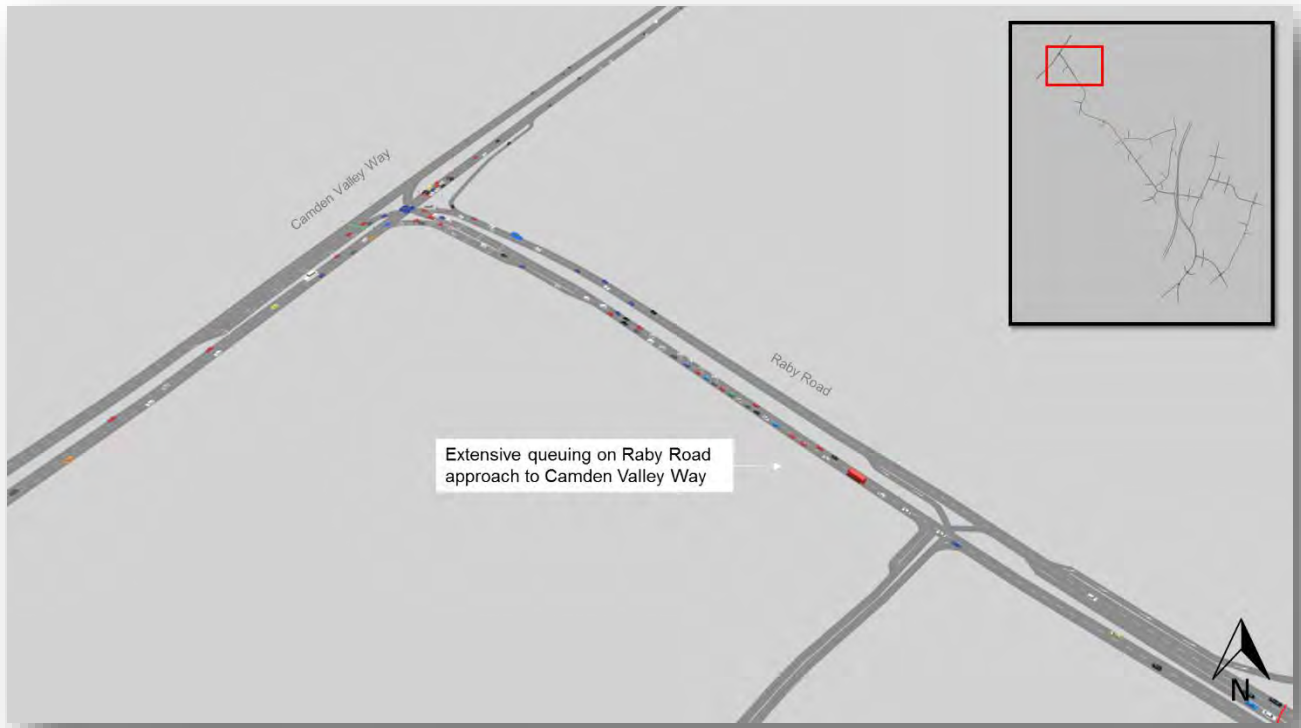 Camden Valley Way
Raby Road
Extensive queuing on Raby Road
approach to Camden Valley Way
N